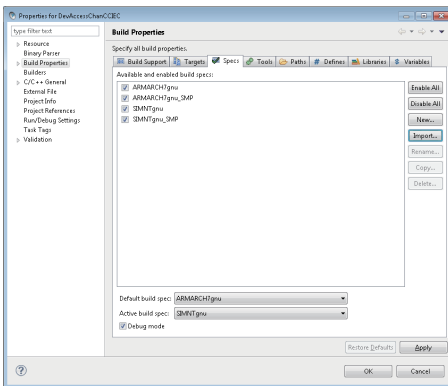 Properties for DevAccessChanCCIEC
type filter text
Build Properties
Resource
Binary Parser
Build Properties
Builders
C/C++ General
External File
Project Info
Project References
Run/Debug Settings
Task Tags
Validation
Specify all build properties.
Build Support Targets Specs Tools Paths # Defines Libraries $ Variables
Available and enabled build specs:
ARMARCH7gnu
ARMARCH7gnu_SMP
SIMNTgnu
SIMNTgnu_SMP
Enable All
Disable All
New...
Import...
Rename...
Copy...
Delete...
Default build spec: ARMARCH7gnu
Active build spec: SIMNTgnu
Debug mode
Restore Defaults Apply
OK Cancel